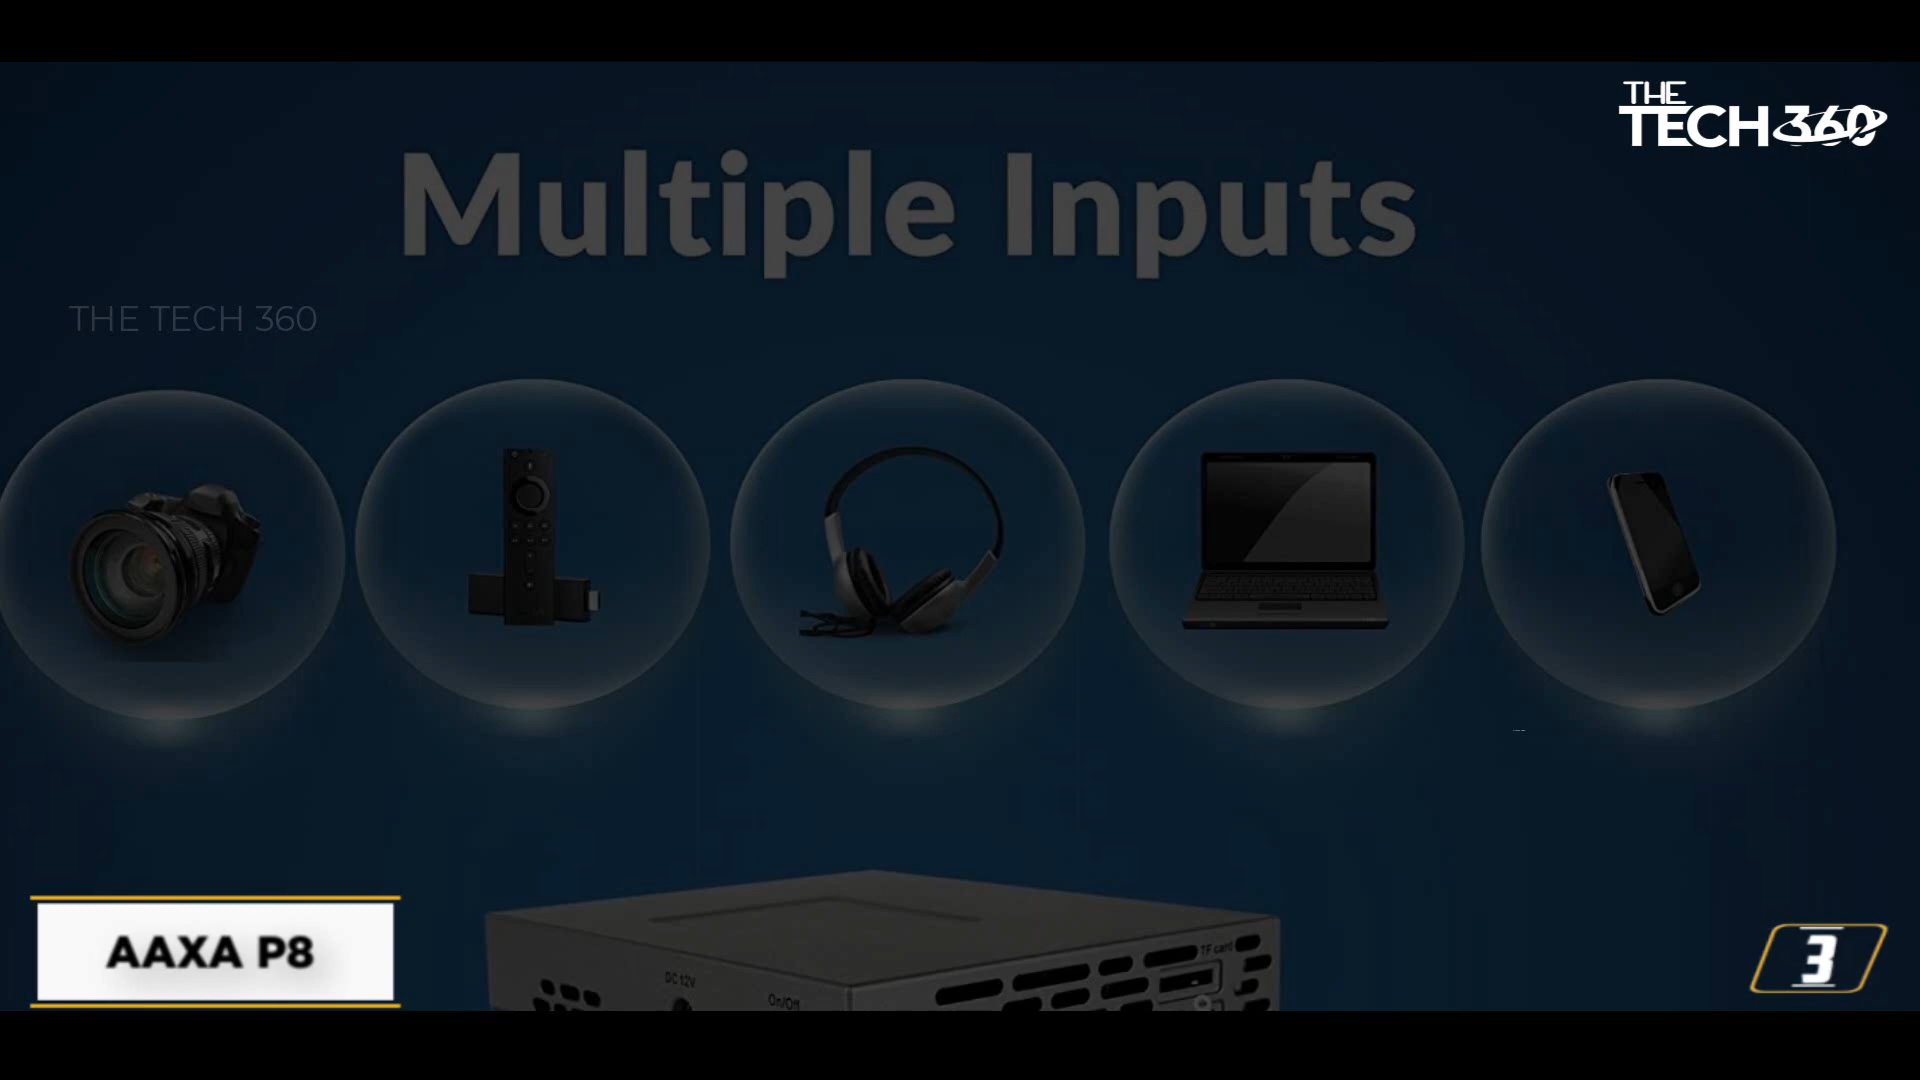 THE
TECH 360
Multiple Inputs
THE TECH 360
TF card
DC 12V
On/Off
AAXA P8
3